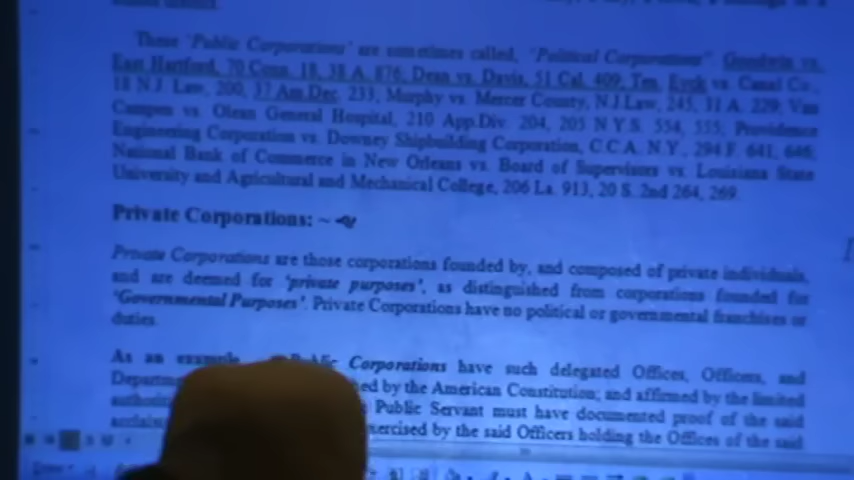 These 'Public Corporations' are sometimes called, 'Political Corporations' Goodwin vs.
East Hartford, 70 Conn. 18, 38 A. 876; Dean vs. Davis, 51 Cal. 409; Ten Eyck vs. Canal Co.,
18 N.J. Law, 200, 37 Am.Dec. 233; Murphy vs. Mercer County, N.J.Law, 245, 31 A. 229; Van
Campen vs. Olean General Hospital, 210 App.Div. 204, 205 N.Y.S. 554, 555; Providence
Engineering Corporation vs. Downey Shipbuilding Corporation, C.C.A. N.Y., 294 F. 641, 646;
National Bank of Commerce in New Orleans vs. Board of Supervisors vs. Louisiana State
University and Agricultural and Mechanical College, 206 La. 913, 20 S. 2nd 264, 269.
Private Corporations: ~
Private Corporations are those corporations founded by, and composed of private individuals,
and are deemed for 'private purposes', as distinguished from corporations founded for
'Governmental Purposes'. Private Corporations have no political or governmental franchises or
duties.
As an example Public Corporations have such delegated Offices, Officers, and
by the American Constitution; and affirmed by the limited
Public Servant must have documented proof of the said
by the said Officers holding the Offices of the said